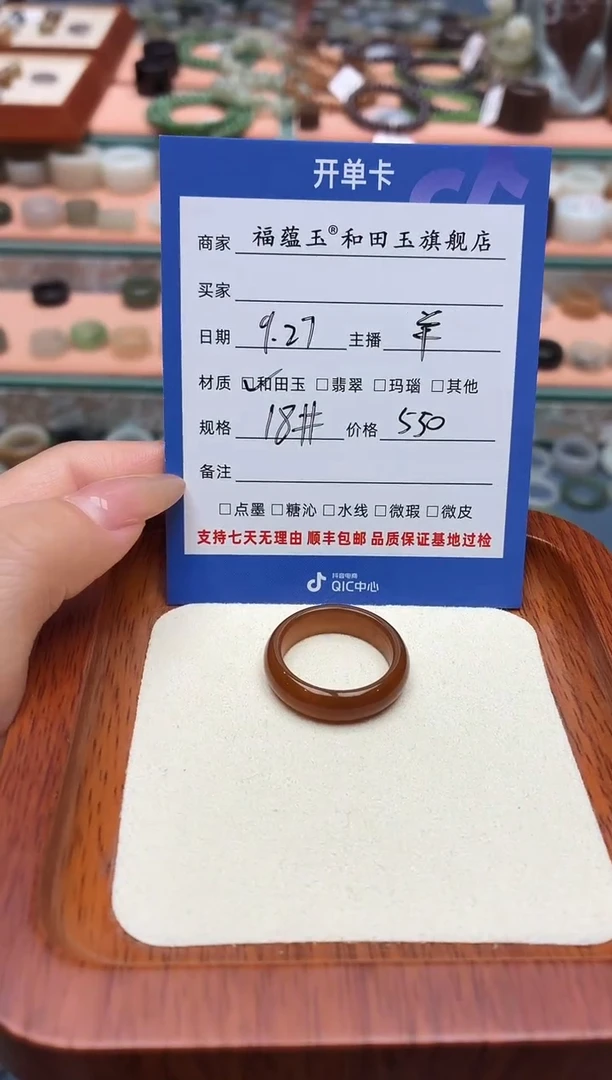 开单卡
商家 福蕴玉®和田玉旗舰店
买家
日期 9.27 主播 羊
材质 ☑和田玉 □翡翠 □玛瑙 □其他
规格 18# 价格 550
备注
□点墨 □糖沁 □水线 □微瑕 □微皮
支持七天无理由 顺丰包邮 品质保证基地过检
抖音电商
QIC中心